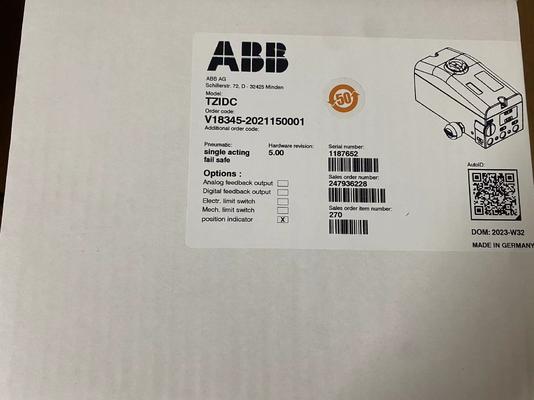 ABB
ABB AG
Schillerstr. 72, D - 32425 Minden
Model:
TZIDC
Order code:
V18345-2021150001
Additional order code:
50
Pneumatic:
single acting
fail safe
Hardware revision:
5.00
Serial number:
1187652
Sales order number:
247936228
Sales order item number:
270
Options :
Analog feedback output
Digital feedback output
Electr. limit switch
Mech. limit switch
position indicator X
AutoID:
DOM: 2023-W32
MADE IN GERMANY